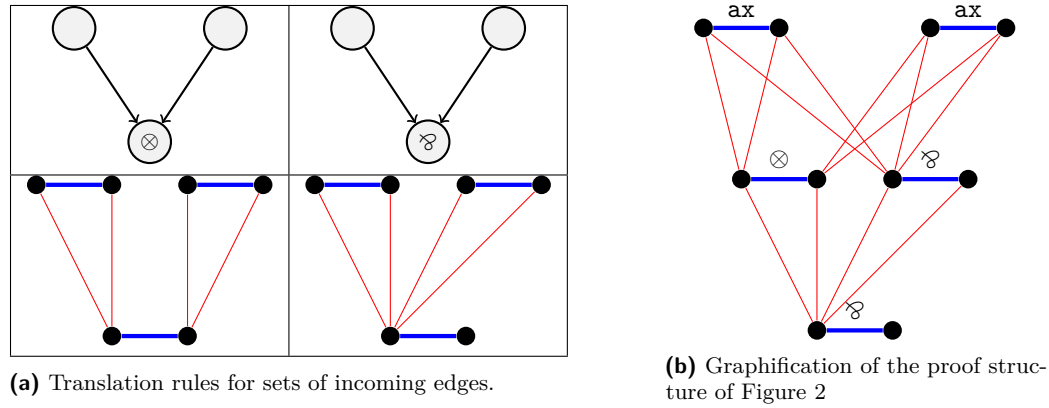 ax ax
⊗ ⅋
⊗ ⅋
⅋
(a) Translation rules for sets of incoming edges.
(b) Graphification of the proof struc-
ture of Figure 2